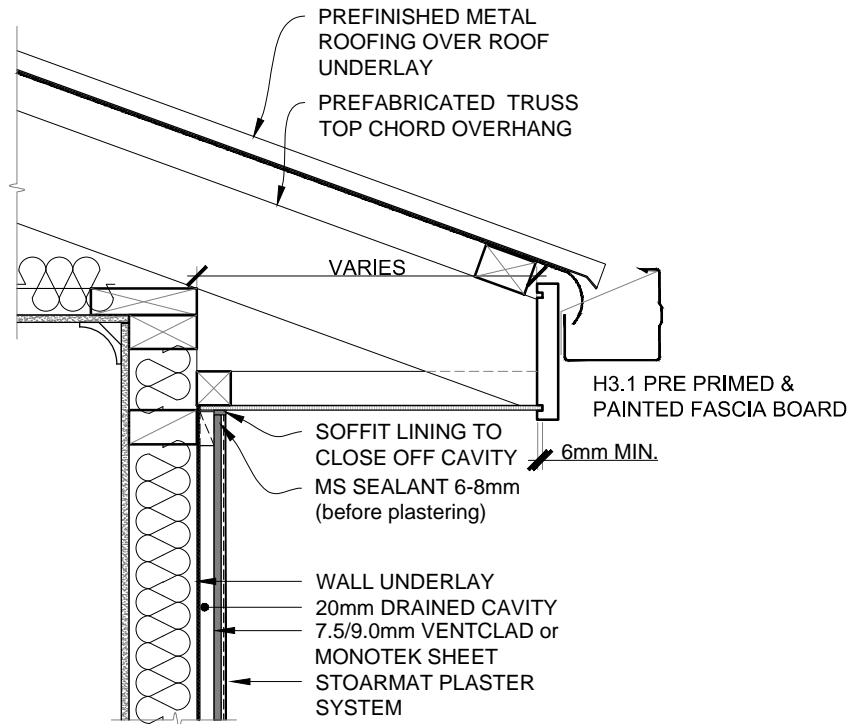 PREFINISHED METAL
ROOFING OVER ROOF
UNDERLAY
PREFABRICATED TRUSS
TOP CHORD OVERHANG
VARIES
H3.1 PRE PRIMED &
PAINTED FASCIA BOARD
SOFFIT LINING TO
CLOSE OFF CAVITY
6mm MIN.
MS SEALANT 6-8mm
(before plastering)
WALL UNDERLAY
20mm DRAINED CAVITY
7.5/9.0mm VENTCLAD or
MONOTEK SHEET
STOARMAT PLASTER
SYSTEM